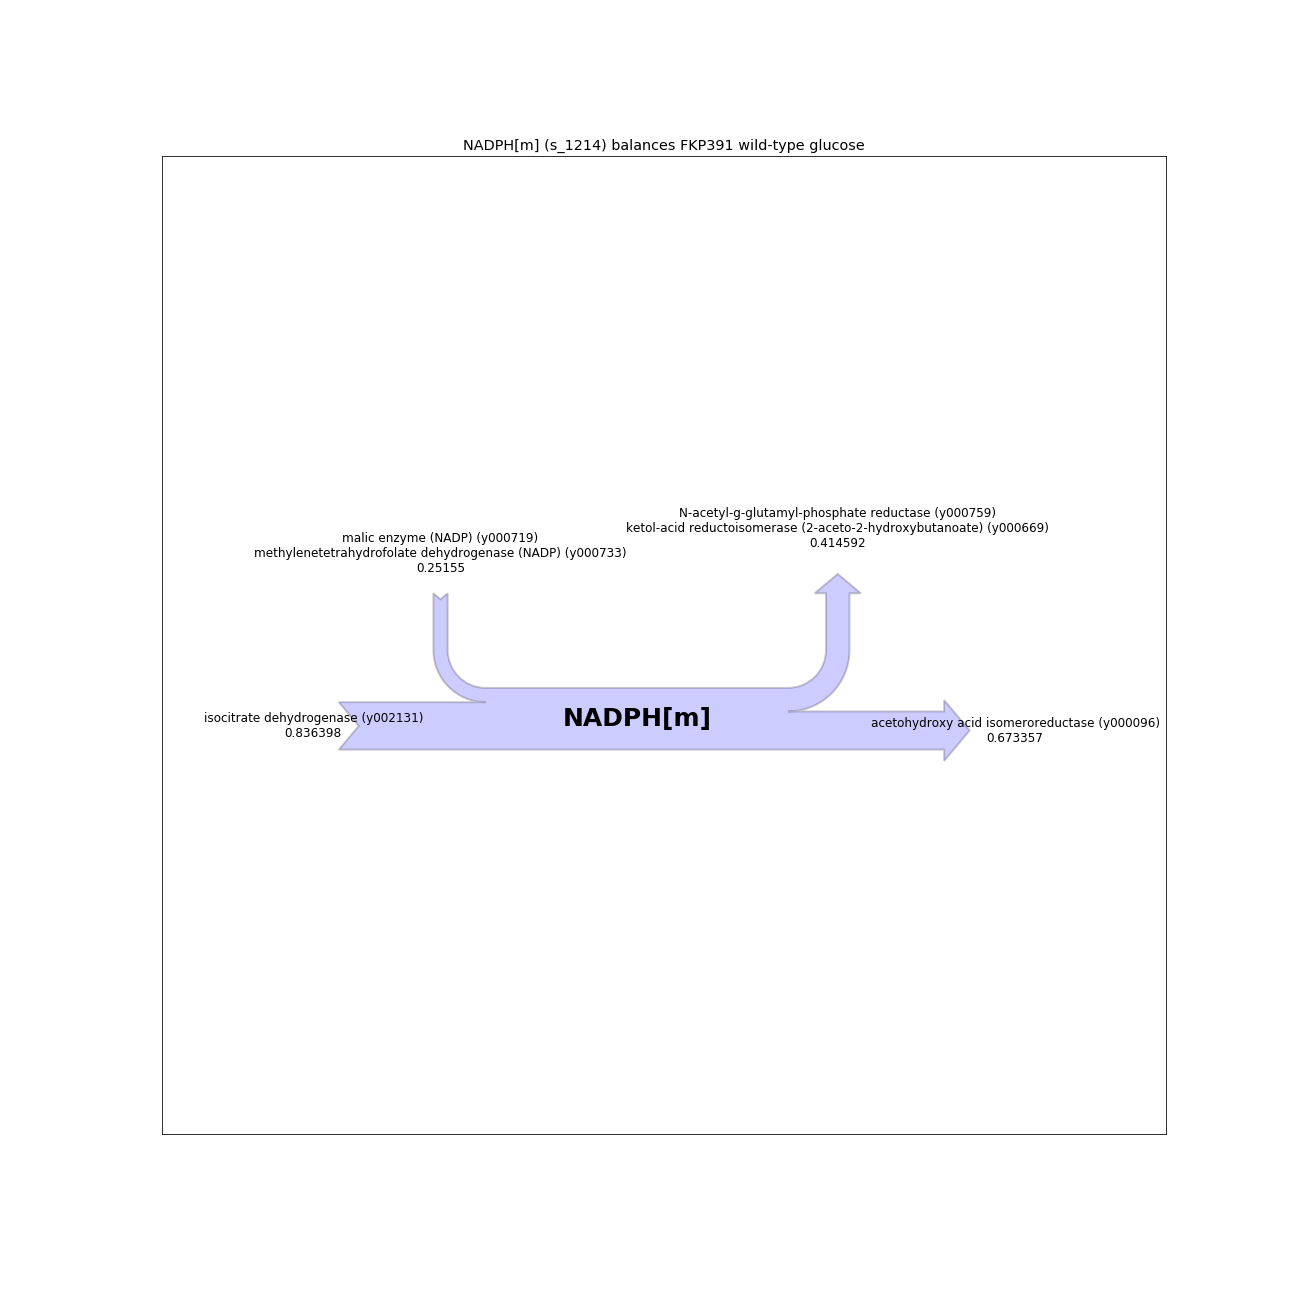 NADPH[m] (s_1214) balances FKP391 wild-type glucose
N-acetyl-g-glutamyl-phosphate reductase (y000759)
ketol-acid reductoisomerase (2-aceto-2-hydroxybutanoate) (y000669)
0.414592
malic enzyme (NADP) (y000719)
methylenetetrahydrofolate dehydrogenase (NADP) (y000733)
0.25155
isocitrate dehydrogenase (y002131)
0.836398
NADPH[m]
acetohydroxy acid isomeroreductase (y000096)
0.673357